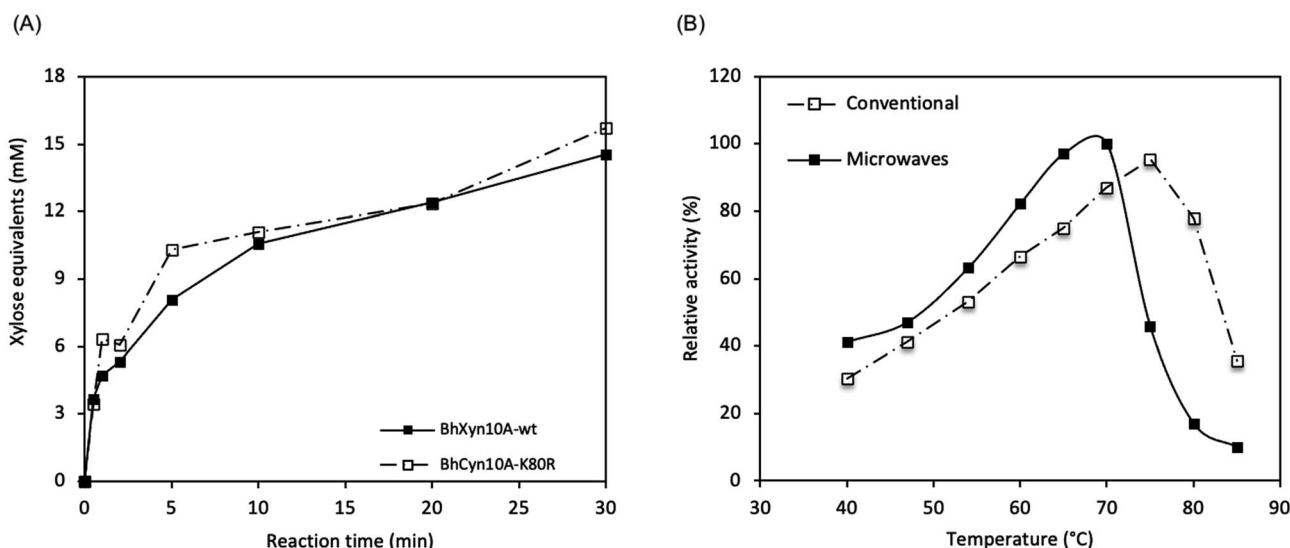 (A)
Xylose equivalents (mM)
18
15
12
9
6
3
0
BhXyn10A-wt
BhCyn10A-K80R
0 5 10 15 20 25 30
Reaction time (min)
(B)
Relative activity (%)
120
100
80
60
40
20
0
Conventional
Microwaves
30 40 50 60 70 80 90
Temperature (°C)